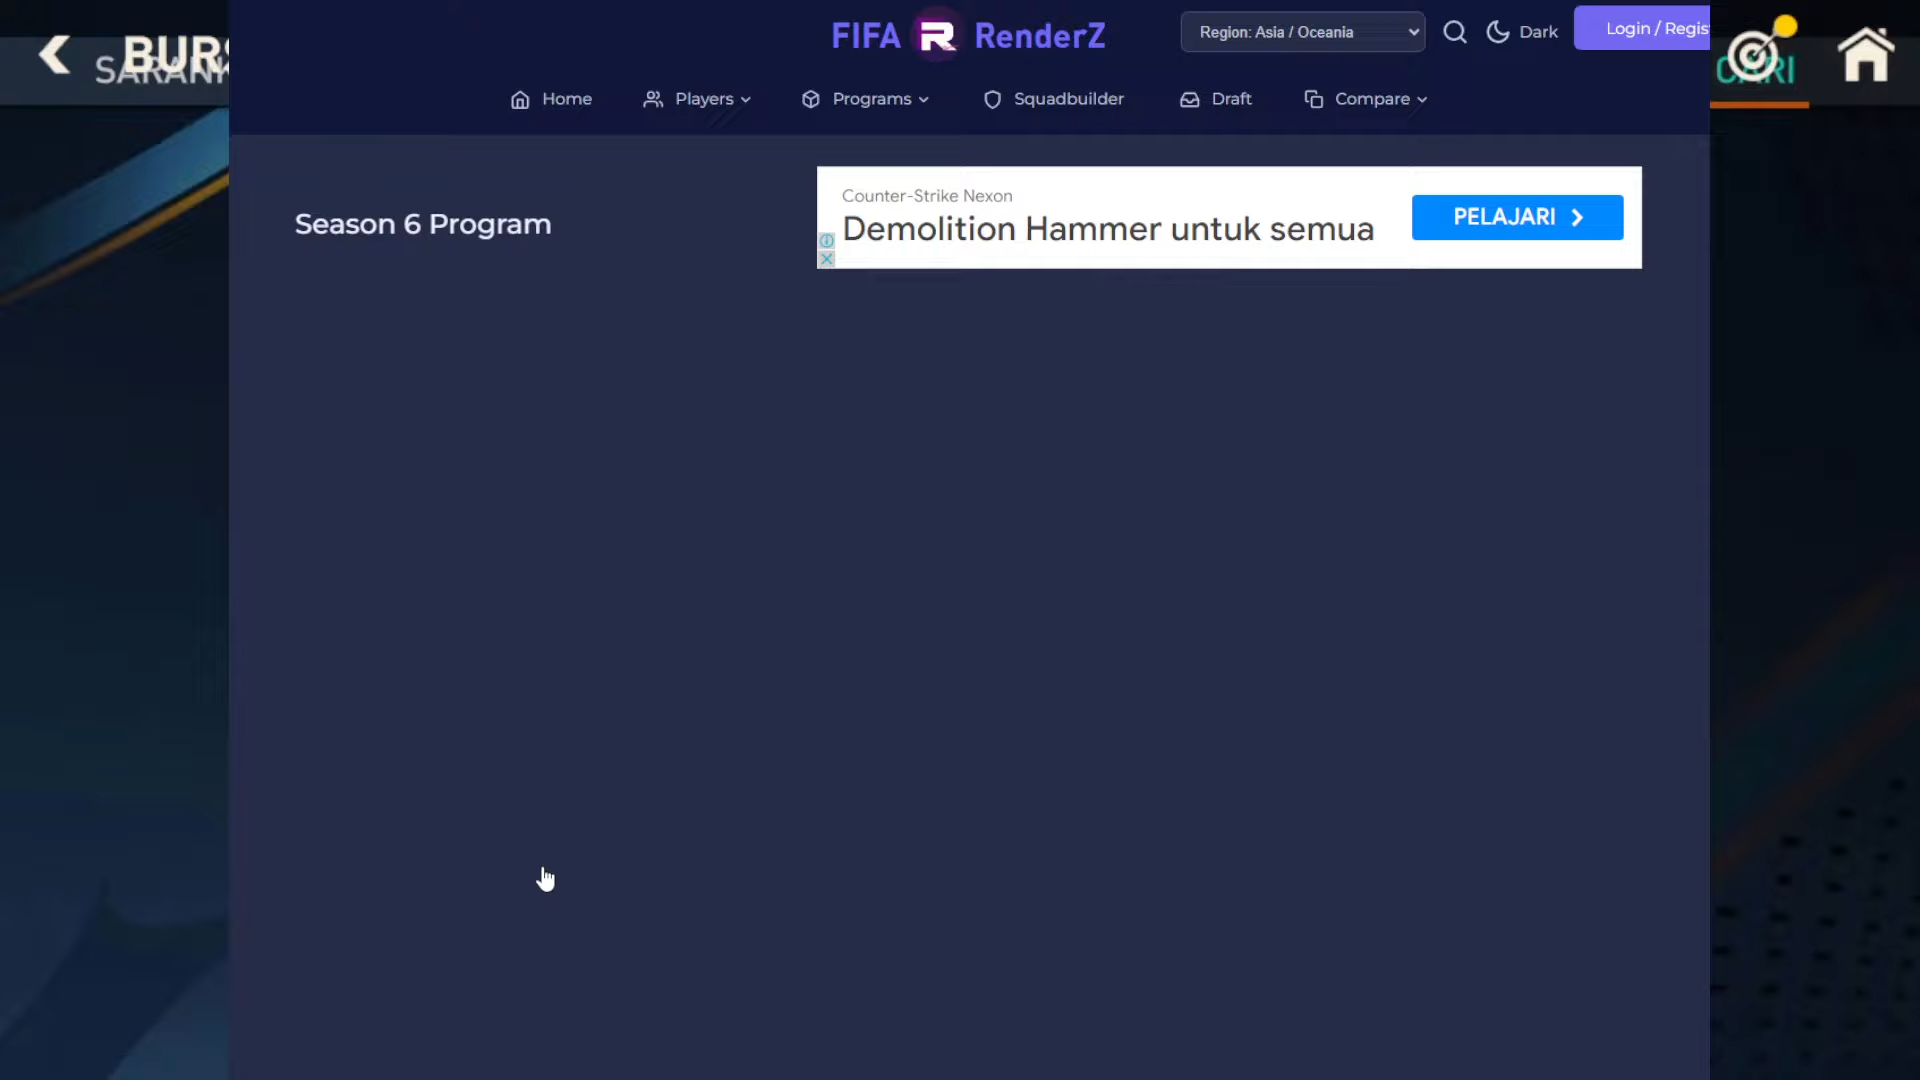 FIFA R RenderZ
Region: Asia / Oceania
Dark
Login / Regis
Home
Players
Programs
Squadbuilder
Draft
Compare
Season 6 Program
Counter-Strike Nexon
Demolition Hammer untuk semua
PELAJARI